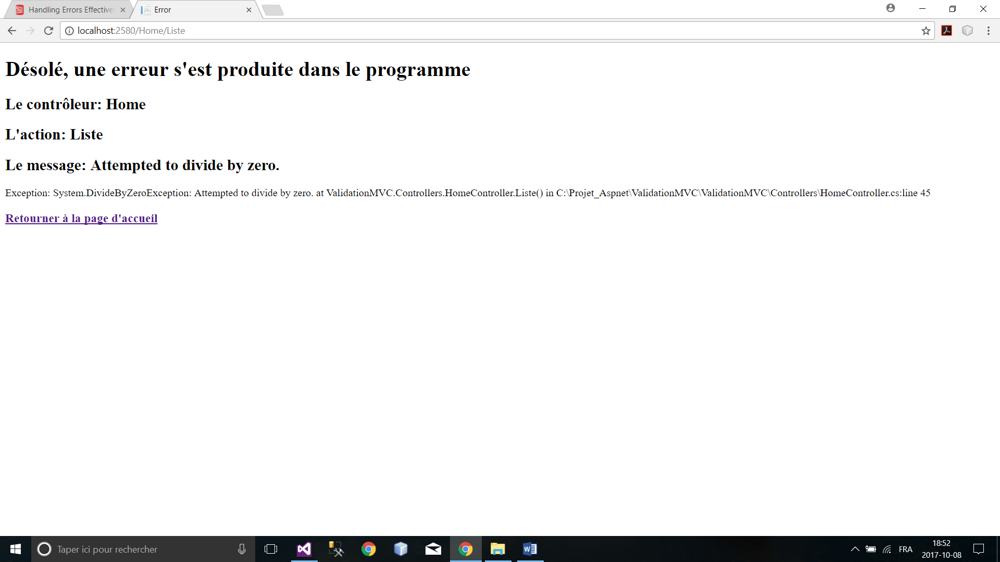 Handling Errors Effective
Error
localhost:2580/Home/Liste
Désolé, une erreur s'est produite dans le programme
Le contrôleur: Home
L'action: Liste
Le message: Attempted to divide by zero.
Exception: System.DivideByZeroException: Attempted to divide by zero. at ValidationMVC.Controllers.HomeController.Liste() in C:\Projet_Aspnet\ValidationMVC\ValidationMVC\Controllers\HomeController.cs:line 45
Retourner à la page d'accueil
Taper ici pour rechercher
FRA
18:52
2017-10-08